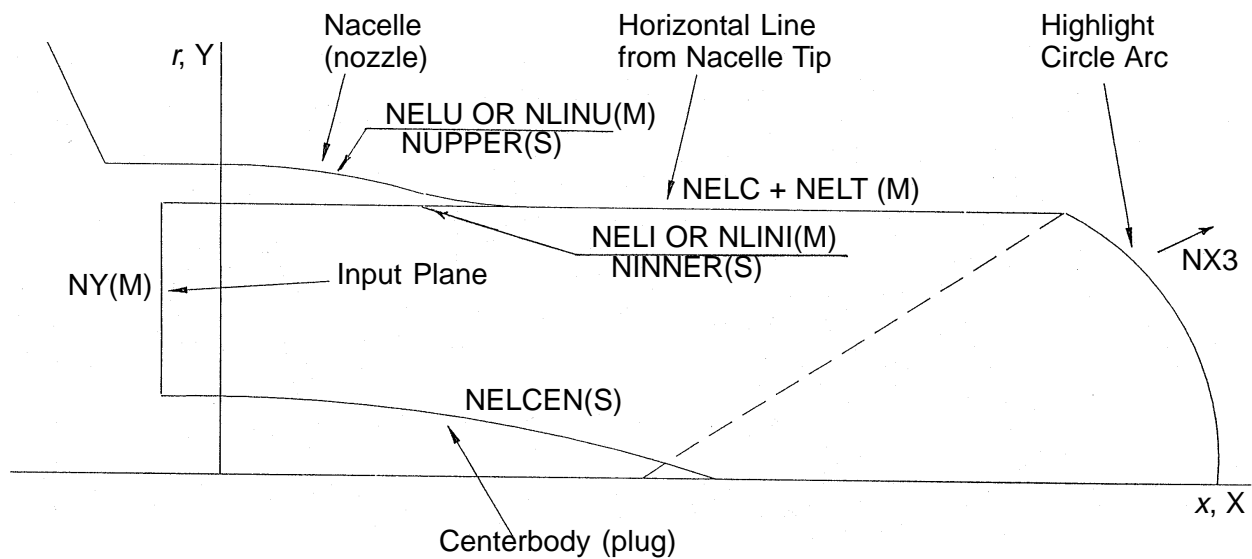 Nacelle
(nozzle)
Horizontal Line
from Nacelle Tip
Highlight
Circle Arc
r, Y
NELU OR NLINU(M)
NUPPER(S)
NELC + NELT (M)
NELI OR NLINI(M)
NINNER(S)
NX3
NY(M)
Input Plane
NELCEN(S)
x, X
Centerbody (plug)